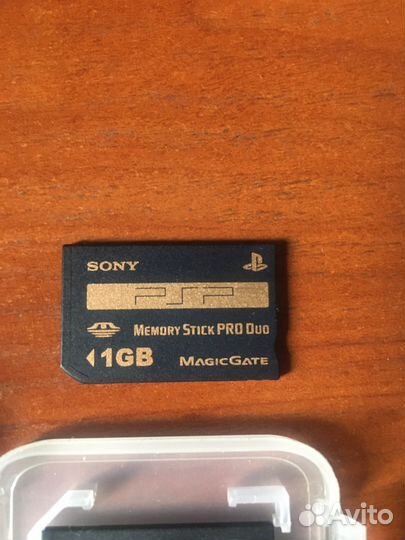 SONY
PSP
MEMORY STICK PRO DUO
1GB MAGICGATE
Avito